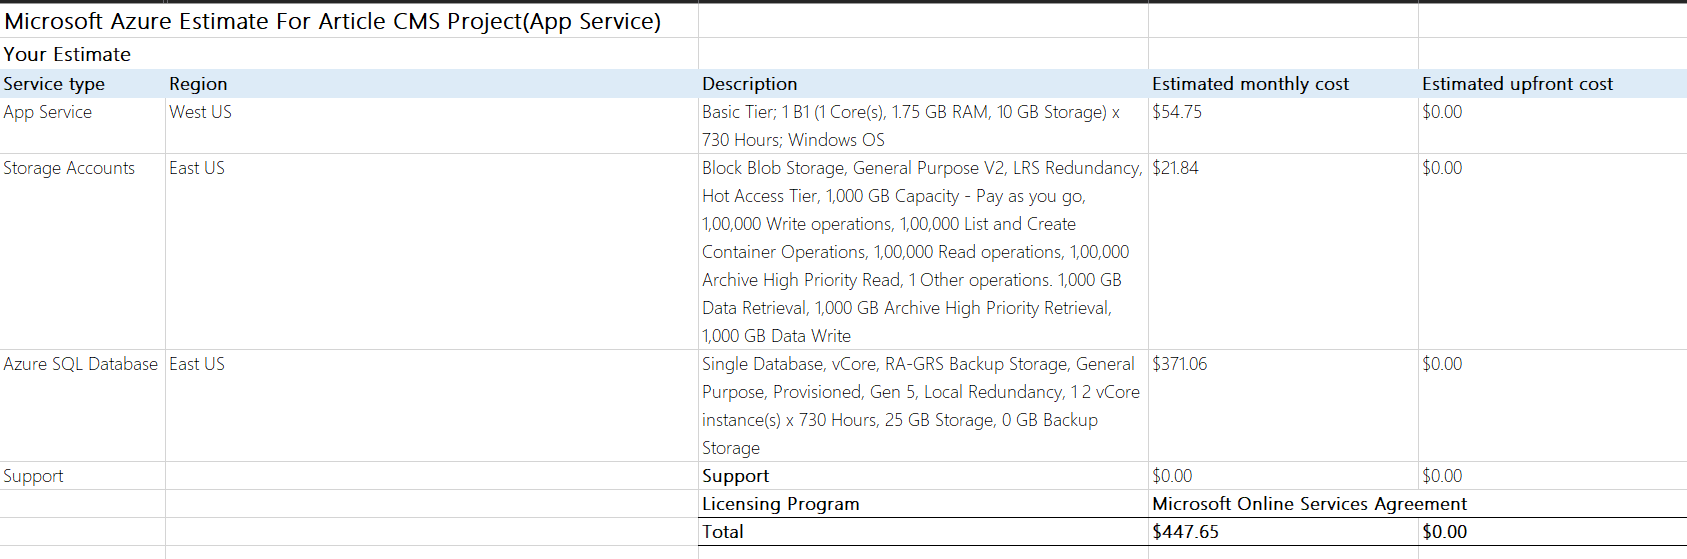 Microsoft Azure Estimate For Article CMS Project(App Service)
Your Estimate
Service type Region Description Estimated monthly cost Estimated upfront cost
App Service West US Basic Tier; 1 B1 (1 Core(s), 1.75 GB RAM, 10 GB Storage) x $54.75 $0.00
730 Hours; Windows OS
Storage Accounts East US Block Blob Storage, General Purpose V2, LRS Redundancy, $21.84 $0.00
Hot Access Tier, 1,000 GB Capacity - Pay as you go,
1,00,000 Write operations, 1,00,000 List and Create
Container Operations, 1,00,000 Read operations, 1,00,000
Archive High Priority Read, 1 Other operations. 1,000 GB
Data Retrieval, 1,000 GB Archive High Priority Retrieval,
1,000 GB Data Write
Azure SQL Database East US Single Database, vCore, RA-GRS Backup Storage, General $371.06 $0.00
Purpose, Provisioned, Gen 5, Local Redundancy, 1 2 vCore
instance(s) x 730 Hours, 25 GB Storage, 0 GB Backup
Storage
Support Support $0.00 $0.00
Licensing Program Microsoft Online Services Agreement
Total $447.65 $0.00